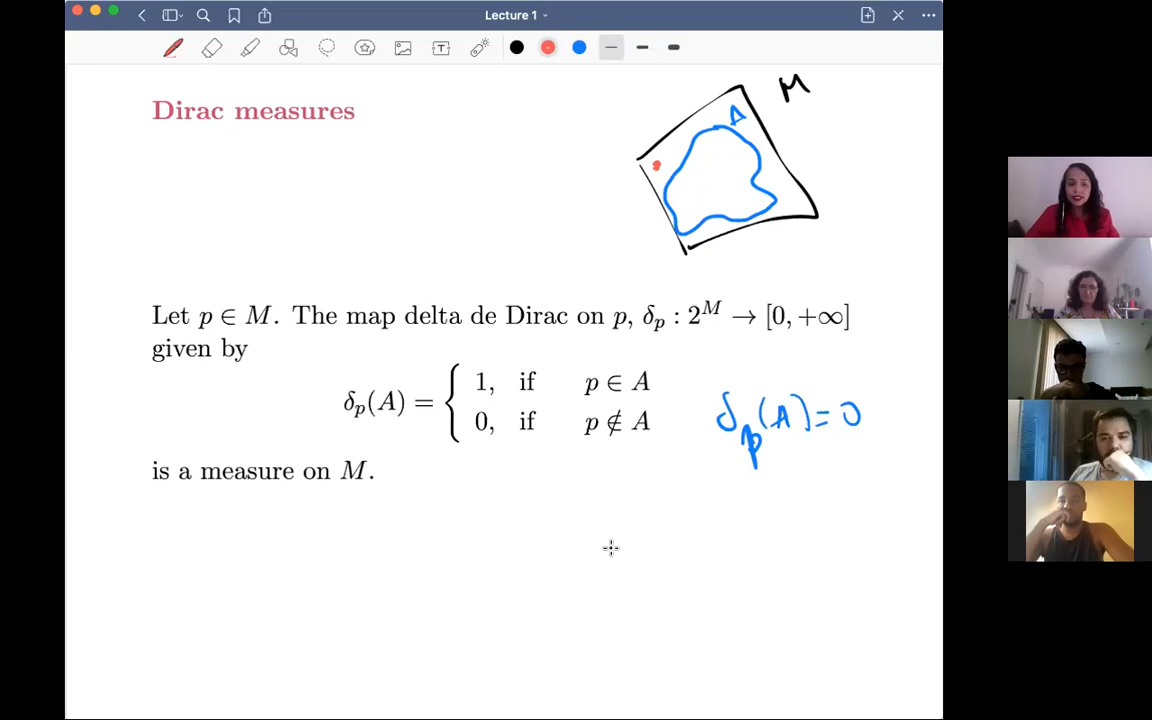 Lecture 1
Dirac measures
M
A
Let p ∈ M. The map delta de Dirac on p, δ_p : 2^M → [0, +∞]
given by
δ_p(A) = { 1, if p ∈ A
0, if p ∉ A
δ_p(A) = 0
is a measure on M.